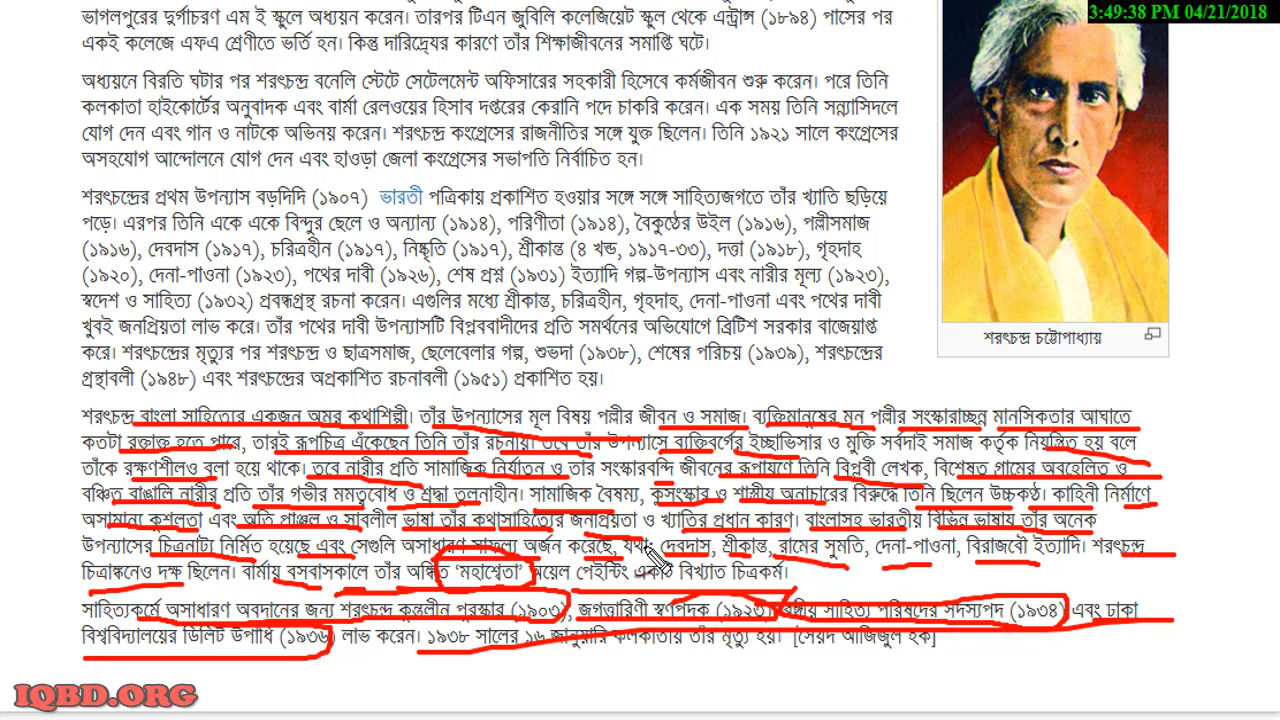 3:49:38 PM 04/21/2018
ভাগলপুরের দুর্গাচরণ এম ই স্কুলে অধ্যয়ন করেন। তারপর টিএন জুবিলি কলেজিয়েট স্কুল থেকে এন্ট্রান্স (১৮৯৪) পাসের পর
একই কলেজে এফএ শ্রেণীতে ভর্তি হন। কিন্তু দারিদ্র্যের কারণে তাঁর শিক্ষাজীবনের সমাপ্তি ঘটে।
অধ্যয়নে বিরতি ঘটার পর শরৎচন্দ্র বনেলি স্টেটে সেটেলমেন্ট অফিসারের সহকারী হিসেবে কর্মজীবন শুরু করেন। পরে তিনি
কলকাতা হাইকোর্টের অনুবাদক এবং বার্মা রেলওয়ের হিসাব দপ্তরের কেরানি পদে চাকরি করেন। এক সময় তিনি সন্ন্যাসিদলে
যোগ দেন এবং গান ও নাটকে অভিনয় করেন। শরৎচন্দ্র কংগ্রেসের রাজনীতির সঙ্গে যুক্ত ছিলেন। তিনি ১৯২১ সালে কংগ্রেসের
অসহযোগ আন্দোলনে যোগ দেন এবং হাওড়া জেলা কংগ্রেসের সভাপতি নির্বাচিত হন।
শরৎচন্দ্রের প্রথম উপন্যাস বড়দিদি (১৯০৭) ভারতী পত্রিকায় প্রকাশিত হওয়ার সঙ্গে সঙ্গে সাহিত্যজগতে তাঁর খ্যাতি ছড়িয়ে
পড়ে। এরপর তিনি একে একে বিন্দুর ছেলে ও অন্যান্য (১৯১৪), পরিণীতা (১৯১৪), বৈকুণ্ঠের উইল (১৯১৬), পল্লীসমাজ
(১৯১৬), দেবদাস (১৯১৭), চরিত্রহীন (১৯১৭), নিষ্কৃতি (১৯১৭), শ্রীকান্ত (৪ খন্ড, ১৯১৭-৩৩), দত্তা (১৯১৮), গৃহদাহ
(১৯২০), দেনা-পাওনা (১৯২৩), পথের দাবী (১৯২৬), শেষ প্রশ্ন (১৯৩১) ইত্যাদি গল্প-উপন্যাস এবং নারীর মূল্য (১৯২৩),
স্বদেশ ও সাহিত্য (১৯৩২) প্রবন্ধগ্রন্থ রচনা করেন। এগুলির মধ্যে শ্রীকান্ত, চরিত্রহীন, গৃহদাহ, দেনা-পাওনা এবং পথের দাবী
খুবই জনপ্রিয়তা লাভ করে। তাঁর পথের দাবী উপন্যাসটি বিপ্লববাদীদের প্রতি সমর্থনের অভিযোগে ব্রিটিশ সরকার বাজেয়াপ্ত
করে। শরৎচন্দ্রের মৃত্যুর পর শরৎচন্দ্র ও ছাত্রসমাজ, ছেলেবেলার গল্প, শুভদা (১৯৩৮), শেষের পরিচয় (১৯৩৯), শরৎচন্দ্রের
গ্রন্থাবলী (১৯৪৮) এবং শরৎচন্দ্রের অপ্রকাশিত রচনাবলী (১৯৫১) প্রকাশিত হয়।
শরৎচন্দ্র চট্টোপাধ্যায়
শরৎচন্দ্র বাংলা সাহিত্যের একজন অমর কথাশিল্পী। তাঁর উপন্যাসের মূল বিষয় পল্লীর জীবন ও সমাজ। ব্যক্তিমানুষের মন পল্লীর সংস্কারাচ্ছন্ন মানসিকতার আঘাতে
কতটা রক্তাক্ত হতে পারে, তারই রূপচিত্র এঁকেছেন তিনি তাঁর রচনায়। তবে তাঁর উপন্যাসে ব্যক্তিবর্গের ইচ্ছাভিসার ও মুক্তি সর্বদাই সমাজ কর্তৃক নিয়ন্ত্রিত হয় বলে
তাঁকে রক্ষণশীলও বলা হয়ে থাকে। তবে নারীর প্রতি সামাজিক নির্যাতন ও তার সংস্কারবন্দি জীবনের রূপায়ণে তিনি বিপ্লবী লেখক, বিশেষত গ্রামের অবহেলিত ও
বঞ্চিত বাঙালি নারীর প্রতি তাঁর গভীর মমত্ববোধ ও শ্রদ্ধা তুলনাহীন। সামাজিক বৈষম্য, কুসংস্কার ও শাস্ত্রীয় অনাচারের বিরুদ্ধে তিনি ছিলেন উচ্চকণ্ঠ। কাহিনী নির্মাণে
অসামান্য কুশলতা এবং অতি প্রাঞ্জল ও সাবলীল ভাষা তাঁর কথাসাহিত্যের জনপ্রিয়তা ও খ্যাতির প্রধান কারণ। বাংলাসহ ভারতীয় বিভিন্ন ভাষায় তাঁর অনেক
উপন্যাসের চিত্রনাট্য নির্মিত হয়েছে এবং সেগুলি অসাধারণ সাফল্য অর্জন করেছে, যথা: দেবদাস, শ্রীকান্ত, রামের সুমতি, দেনা-পাওনা, বিরাজবৌ ইত্যাদি। শরৎচন্দ্র
চিত্রাঙ্কনেও দক্ষ ছিলেন। বার্মায় বসবাসকালে তাঁর অঙ্কিত ‘মহাশ্বেতা’ অয়েল পেইন্টিং একটি বিখ্যাত চিত্রকর্ম।
সাহিত্যকর্মে অসাধারণ অবদানের জন্য শরৎচন্দ্র কুন্তলীন পুরস্কার (১৯০৩), জগত্তারিণী স্বর্ণপদক (১৯২৩), বঙ্গীয় সাহিত্য পরিষদের সদস্যপদ (১৯৩৪) এবং ঢাকা
বিশ্ববিদ্যালয়ের ডিলিট উপাধি (১৯৩৬) লাভ করেন। ১৯৩৮ সালের ১৬ জানুয়ারি কলকাতায় তাঁর মৃত্যু হয়। [সৈয়দ আজিজুল হক]
IQBD.ORG